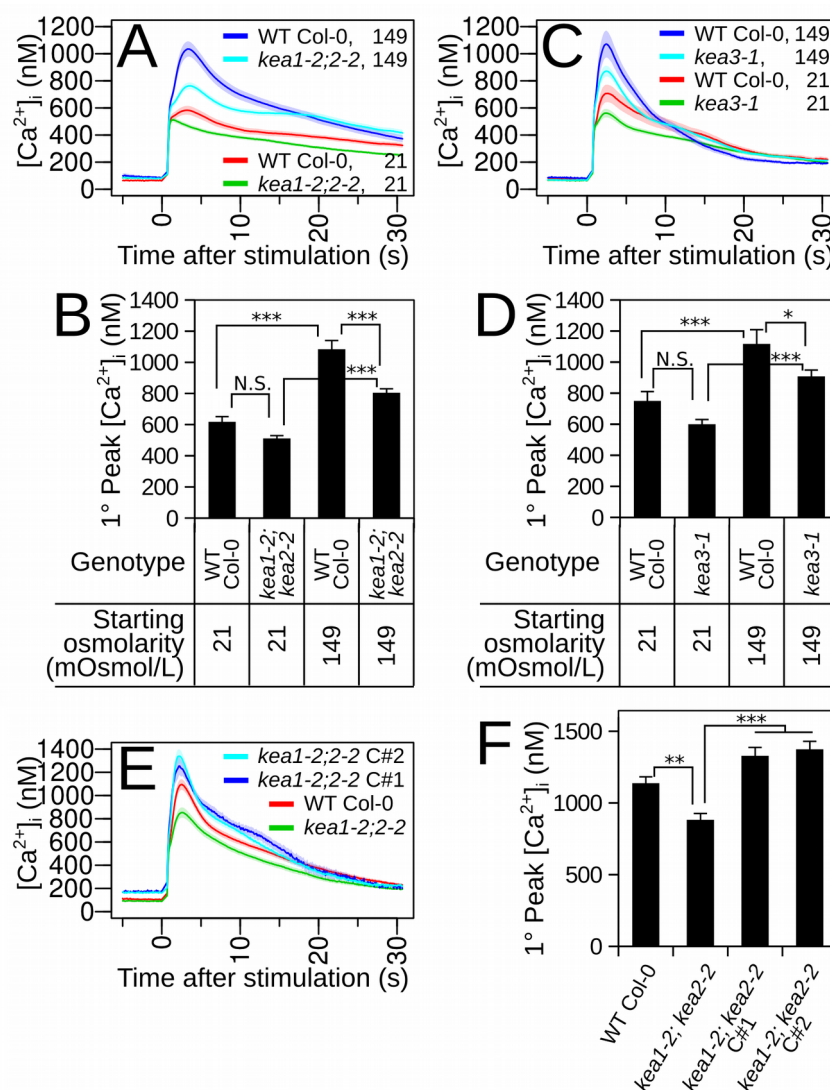 A
[Ca²⁺]ᵢ (nM)
1200
1000
800
600
400
200
0
WT Col-0, 149
kea1-2;2-2, 149
WT Col-0, 21
kea1-2;2-2, 21
0
10
20
30
Time after stimulation (s)
C
[Ca²⁺]ᵢ (nM)
1200
1000
800
600
400
200
0
WT Col-0, 149
kea3-1, 149
WT Col-0, 21
kea3-1 21
0
10
20
30
Time after stimulation (s)
B
1° Peak [Ca²⁺]ᵢ (nM)
1400
1200
1000
800
600
400
200
0
***
***
N.S.
***
Genotype
WT Col-0
kea1-2; kea2-2
WT Col-0
kea1-2; kea2-2
Starting
osmolarity
(mOsmol/L)
21
21
149
149
D
1° Peak [Ca²⁺]ᵢ (nM)
1400
1200
1000
800
600
400
200
0
***
*
N.S.
***
Genotype
WT Col-0
kea3-1
WT Col-0
kea3-1
Starting
osmolarity
(mOsmol/L)
21
21
149
149
E
[Ca²⁺]ᵢ (nM)
1400
1200
1000
800
600
400
200
0
kea1-2;2-2 C#2
kea1-2;2-2 C#1
WT Col-0
kea1-2;2-2
0
10
20
30
Time after stimulation (s)
F
1° Peak [Ca²⁺]ᵢ (nM)
1500
1000
500
0
**
***
WT Col-0
kea1-2; kea2-2
kea1-2; kea2-2
C#1
kea1-2; kea2-2
C#2